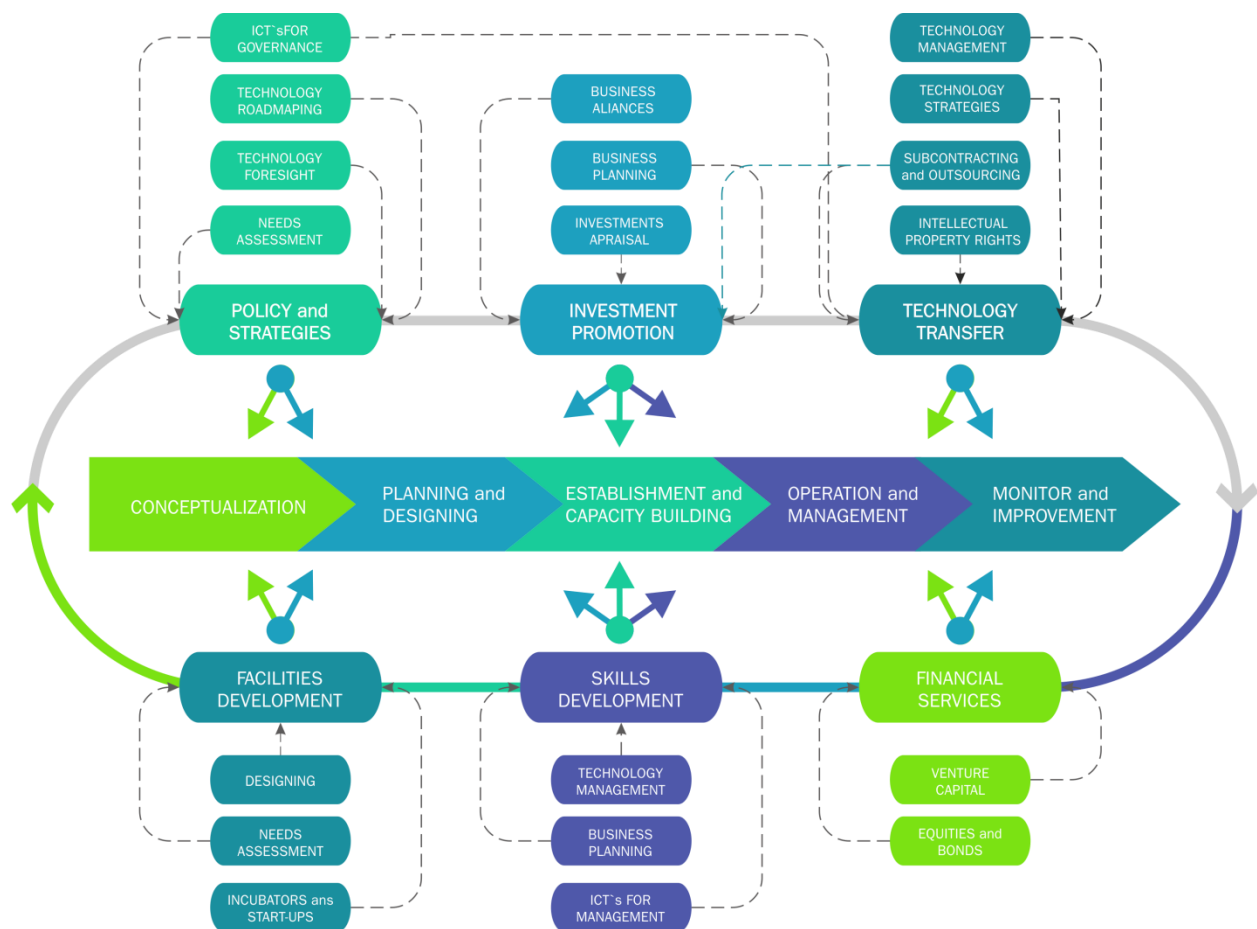 ICT`sFOR
GOVERNANCE
TECHNOLOGY
ROADMAPING
TECHNOLOGY
FORESIGHT
NEEDS
ASSESSMENT
POLICY and
STRATEGIES
BUSINESS
ALIANCES
BUSINESS
PLANNING
INVESTMENTS
APRAISAL
INVESTMENT
PROMOTION
TECHNOLOGY
MANAGEMENT
TECHNOLOGY
STRATEGIES
SUBCONTRACTING
and OUTSOURCING
INTELLECTUAL
PROPERTY RIGHTS
TECHNOLOGY
TRANSFER
CONCEPTUALIZATION
PLANNING and
DESIGNING
ESTABLISHMENT and
CAPACITY BUILDING
OPERATION and
MANAGEMENT
MONITOR and
IMPROVEMENT
FACILITIES
DEVELOPMENT
DESIGNING
NEEDS
ASSESSMENT
INCUBATORS ans
START-UPS
SKILLS
DEVELOPMENT
TECHNOLOGY
MANAGEMENT
BUSINESS
PLANNING
ICT`s FOR
MANAGEMENT
FINANCIAL
SERVICES
VENTURE
CAPITAL
EQUITIES and
BONDS